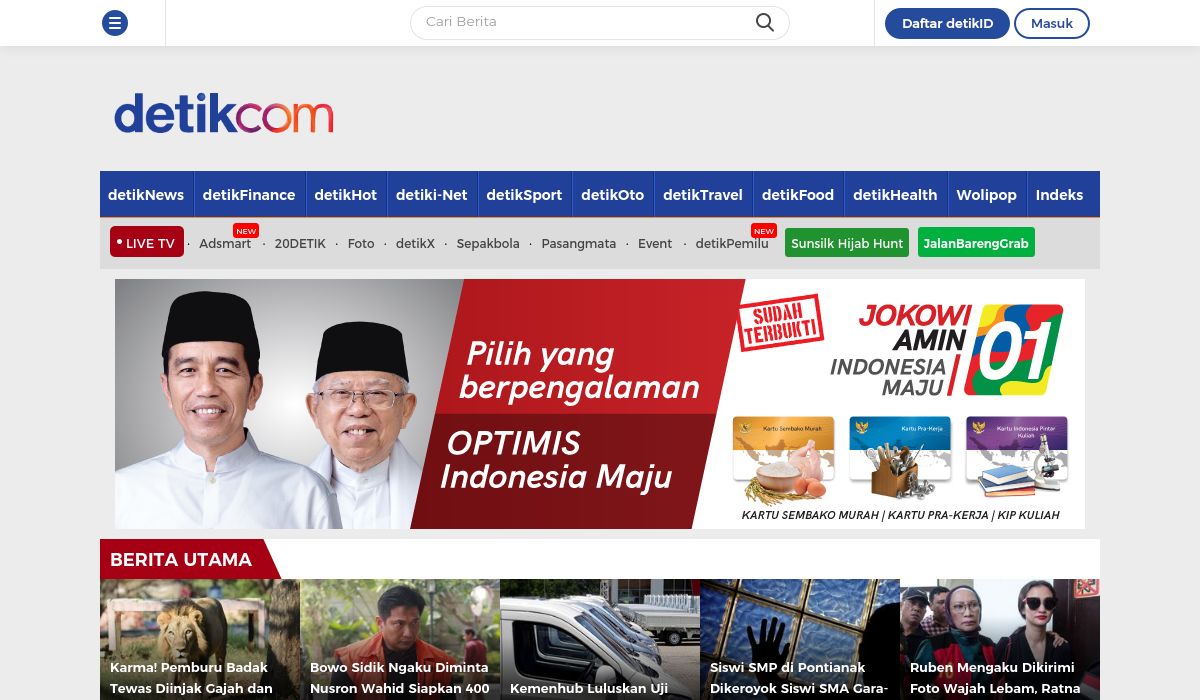 Cari Berita
Daftar detikID
Masuk
detikcom
detikNews
detikFinance
detikHot
detiki-Net
detikSport
detikOto
detikTravel
detikFood
detikHealth
Wolipop
Indeks
• LIVE TV
Adsmart
NEW
20DETIK
Foto
detikX
Sepakbola
Pasangmata
Event
detikPemilu
NEW
Sunsilk Hijab Hunt
JalanBarengGrab
Pilih yang
berpengalaman
OPTIMIS
Indonesia Maju
SUDAH
TERBUKTI
JOKOWI
AMIN
INDONESIA
MAJU
01
Kartu Sembako Murah
Kartu Pra-Kerja
Kartu Indonesia Pintar
Kuliah
KARTU SEMBAKO MURAH | KARTU PRA-KERJA | KIP KULIAH
BERITA UTAMA
Karma! Pemburu Badak
Tewas Diinjak Gajah dan
Bowo Sidik Ngaku Diminta
Nusron Wahid Siapkan 400
Kemenhub Luluskan Uji
Siswi SMP di Pontianak
Dikeroyok Siswi SMA Gara-
Ruben Mengaku Dikirimi
Foto Wajah Lebam, Ratna